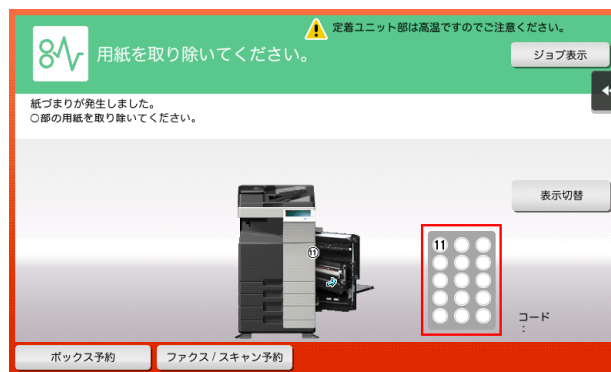 定着ユニット部は高温ですのでご注意ください。
用紙を取り除いてください。
ジョブ表示
紙づまりが発生しました。
○部の用紙を取り除いてください。
表示切替
⑪
11
コード
:
ボックス予約
ファクス / スキャン予約